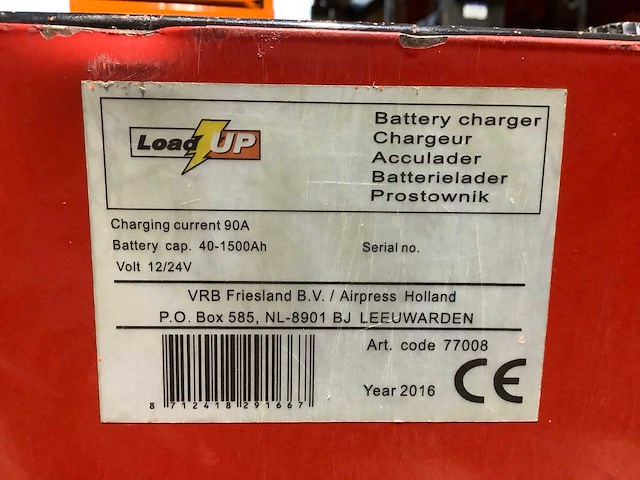 Load UP
Battery charger
Chargeur
Acculader
Batterielader
Prostownik
Charging current 90A
Battery cap. 40-1500Ah
Serial no.
Volt 12/24V
VRB Friesland B.V. / Airpress Holland
P.O. Box 585, NL-8901 BJ LEEUWARDEN
Art. code 77008
Year 2016
CE
8 712418 291667